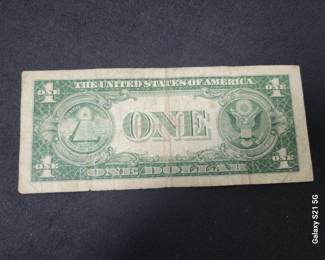 THE UNITED STATES OF AMERICA
1 1
ONE ONE
ONE
1 1
ONE ONE
ONE DOLLAR
Galaxy S21 5G